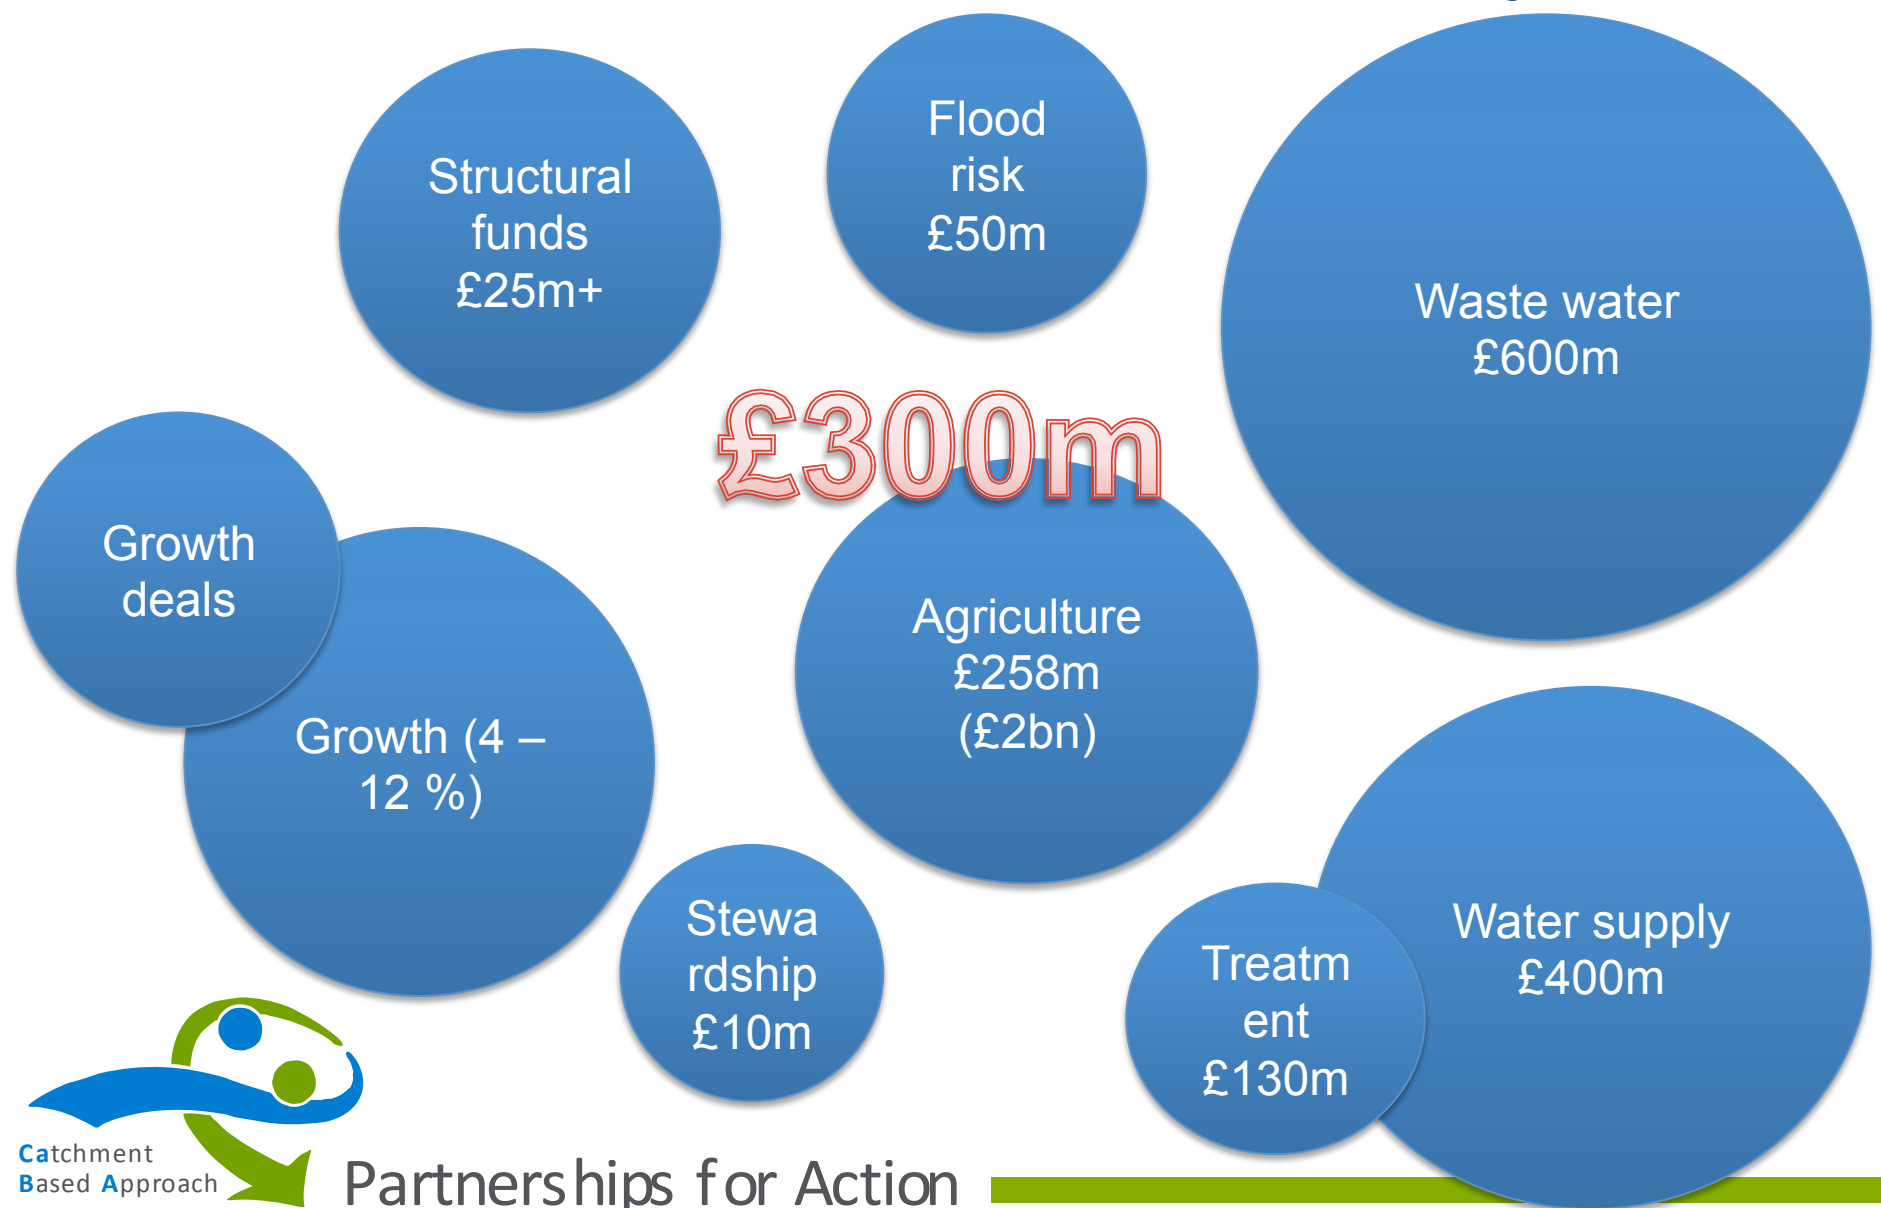 Structural
funds
£25m+
Flood
risk
£50m
Waste water
£600m
£300m
Growth
deals
Growth (4 –
12 %)
Agriculture
£258m
(£2bn)
Stewa
rdship
£10m
Treatm
ent
£130m
Water supply
£400m
Catchment
Based Approach
Partnerships for Action